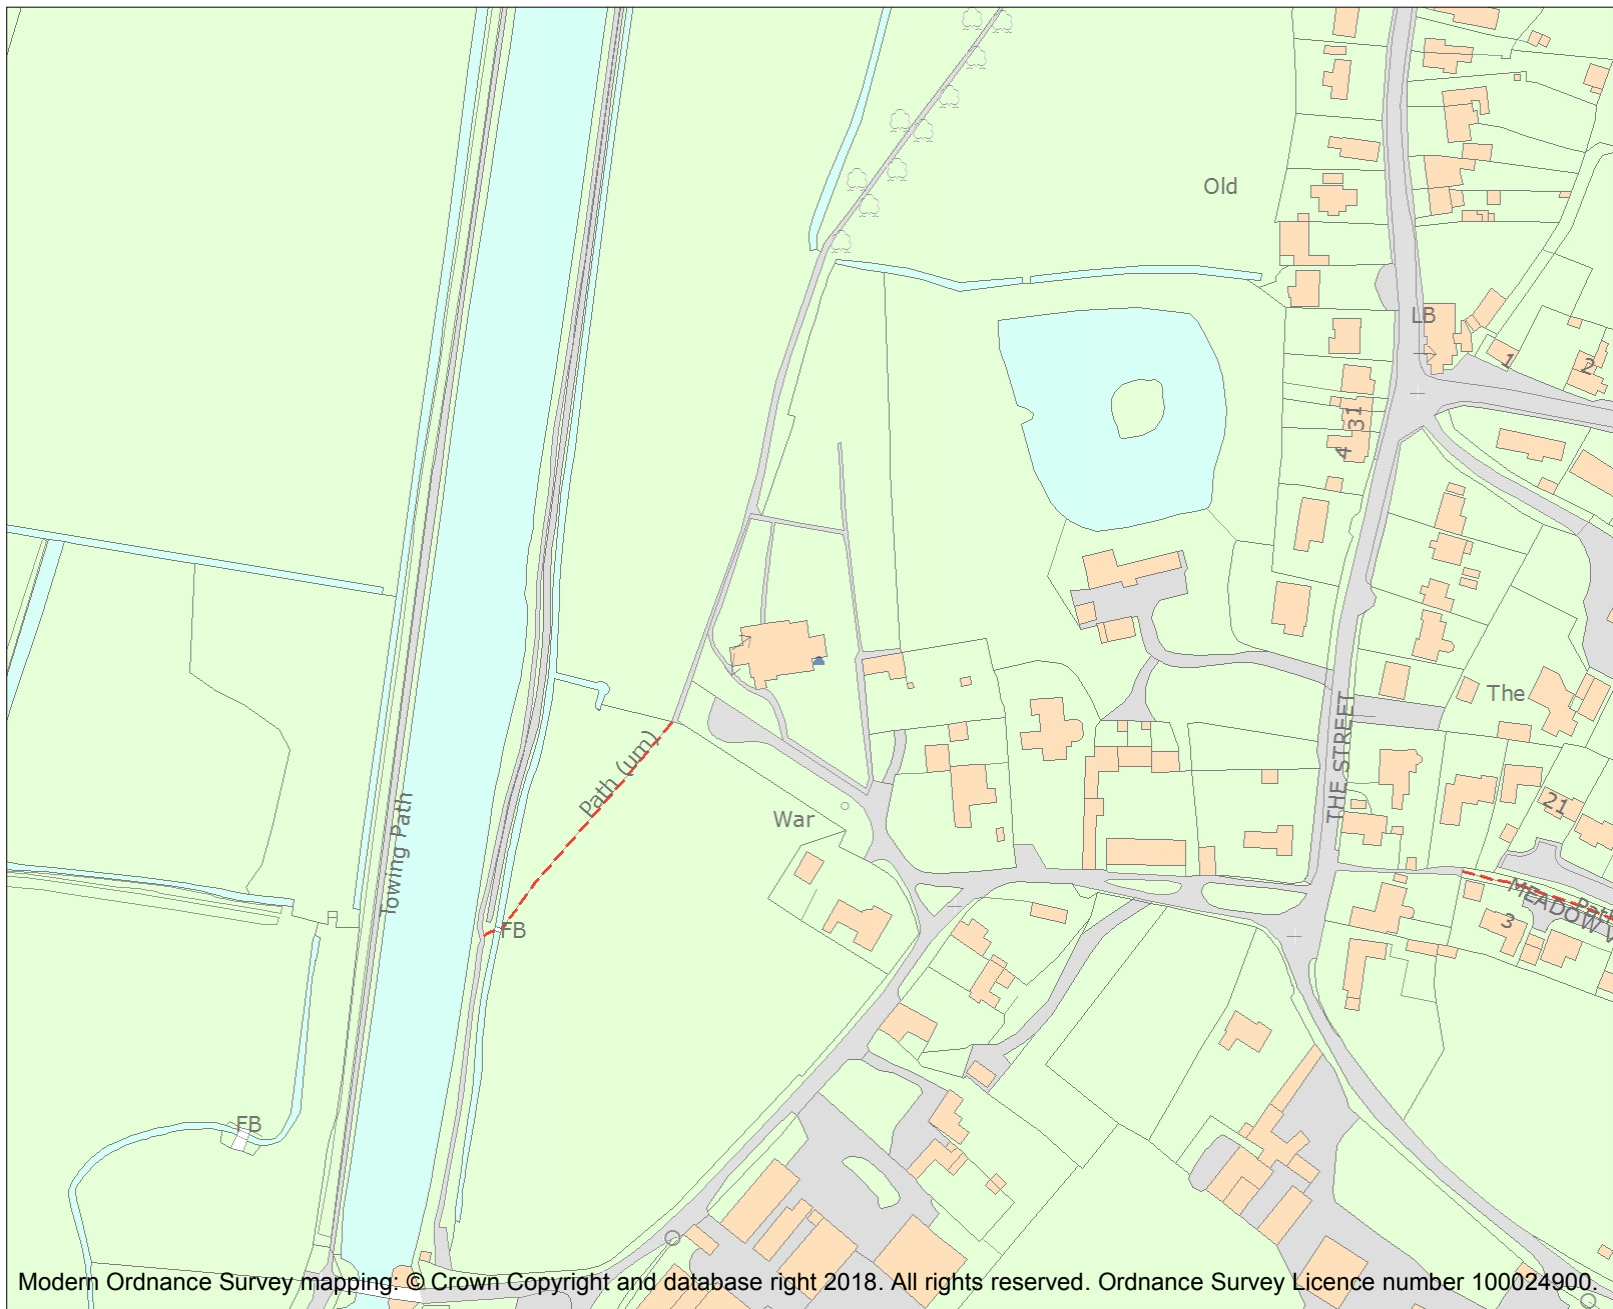 Old
LB
1
2
31
4
The
THE STREET
Path (um)
War
21
Towing Path
Path
MEADOW
3
FB
FB
Modern Ordnance Survey mapping: © Crown Copyright and database right 2018. All rights reserved. Ordnance Survey Licence number 100024900.